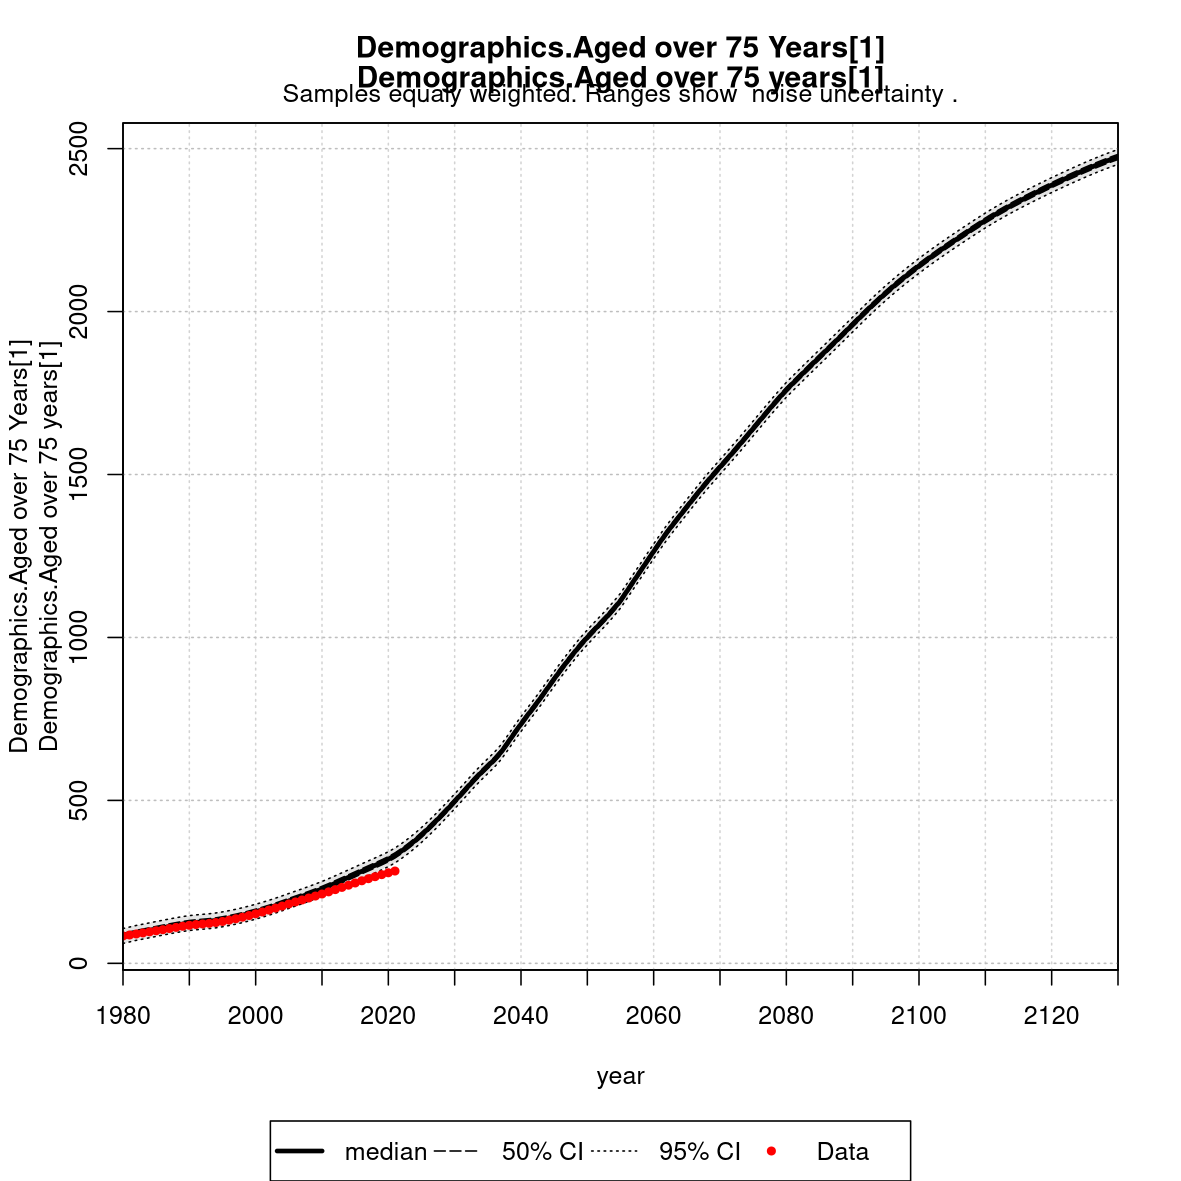 Demographics.Aged over 75 Years[1]
Demographics.Aged over 75 years[1]
Samples equaly weighted. Ranges show  noise uncertainty .
Demographics.Aged over 75 Years[1]
Demographics.Aged over 75 years[1]
2500
2000
1500
1000
500
0
1980 2000 2020 2040 2060 2080 2100 2120
year
median 50% CI 95% CI Data